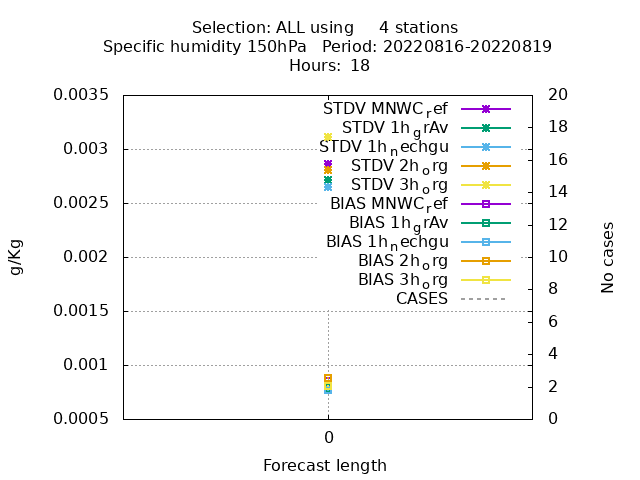 Selection: ALL using     4 stations
Specific humidity 150hPa   Period: 20220816-20220819
Hours: 18
0.0035
0.003
0.0025
0.002
0.0015
0.001
0.0005
g/Kg
STDV MNWC_ref
STDV 1h_grAv
STDV 1h_nechgu
STDV 2h_org
STDV 3h_org
BIAS MNWC_ref
BIAS 1h_grAv
BIAS 1h_nechgu
BIAS 2h_org
BIAS 3h_org
CASES
20
18
16
14
12
10
8
6
4
2
0
No cases
0
Forecast length